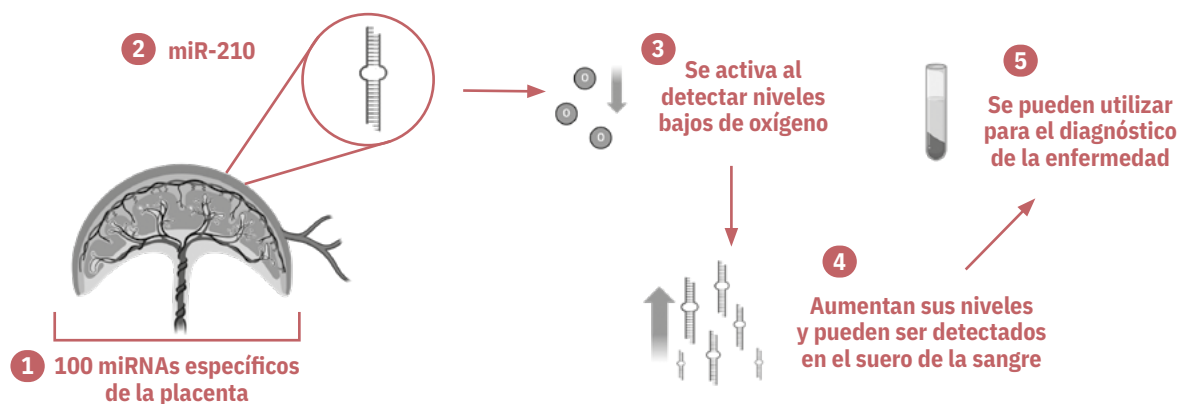 1
100 miRNAs específicos
de la placenta
2
miR-210
3
Se activa al
detectar niveles
bajos de oxígeno
O
O
O
4
Aumentan sus niveles
y pueden ser detectados
en el suero de la sangre
5
Se pueden utilizar
para el diagnóstico
de la enfermedad